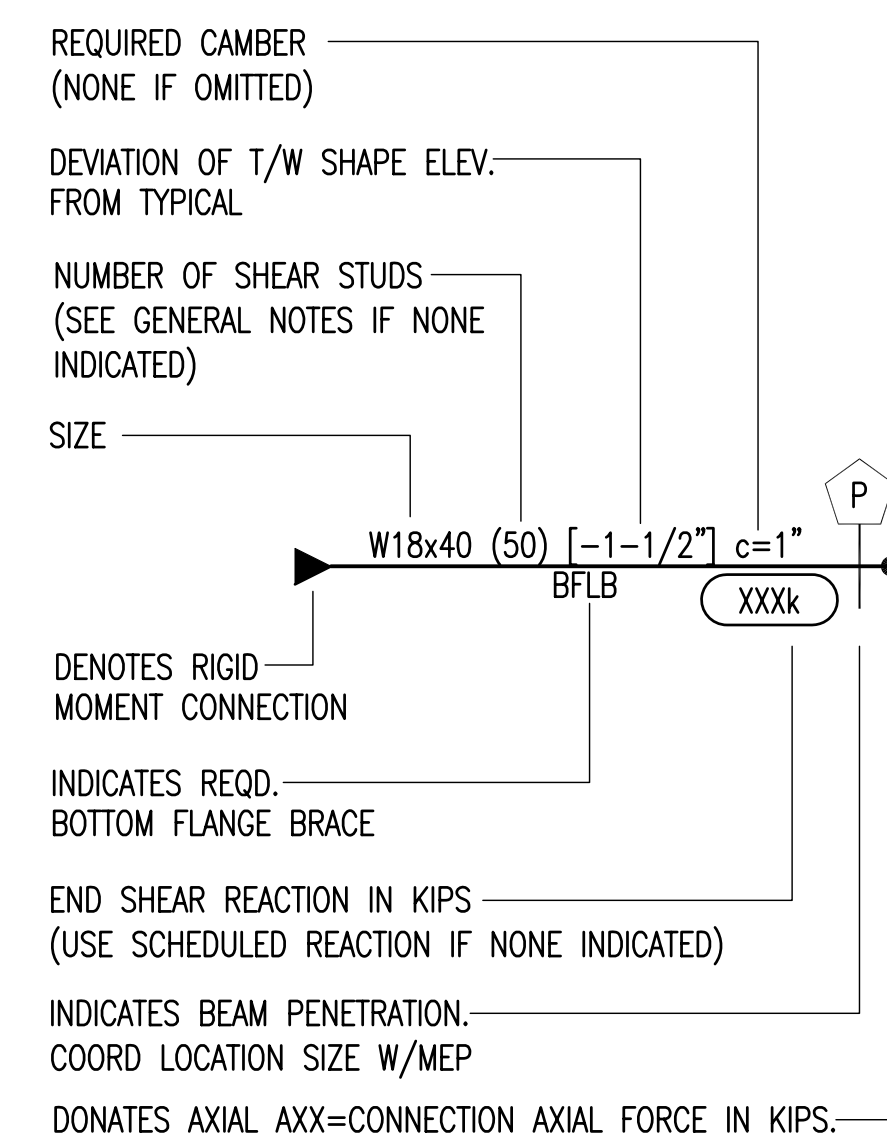 REQUIRED CAMBER
(NONE IF OMITTED)
DEVIATION OF T/W SHAPE ELEV.
FROM TYPICAL
NUMBER OF SHEAR STUDS
(SEE GENERAL NOTES IF NONE
INDICATED)
SIZE
P
W18x40 (50) [-1-1/2"] c=1"
BFLB
XXXk
DENOTES RIGID
MOMENT CONNECTION
INDICATES REQD.
BOTTOM FLANGE BRACE
END SHEAR REACTION IN KIPS
(USE SCHEDULED REACTION IF NONE INDICATED)
INDICATES BEAM PENETRATION.
COORD LOCATION SIZE W/MEP
DONATES AXIAL AXX=CONNECTION AXIAL FORCE IN KIPS.